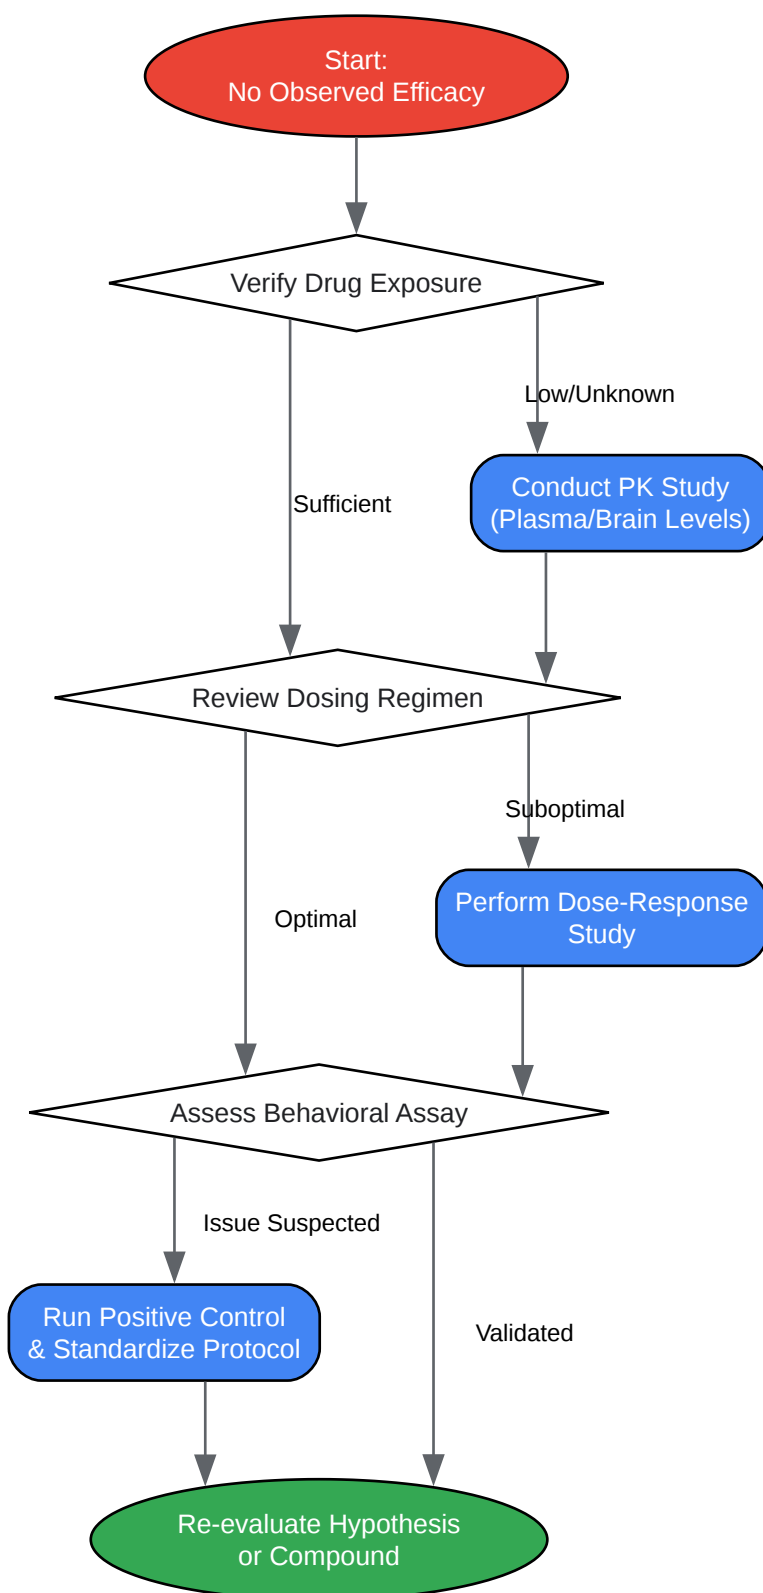 Start:
No Observed Efficacy
Verify Drug Exposure
Low/Unknown
Sufficient
Conduct PK Study
(Plasma/Brain Levels)
Review Dosing Regimen
Suboptimal
Optimal
Perform Dose-Response
Study
Assess Behavioral Assay
Issue Suspected
Run Positive Control
& Standardize Protocol
Validated
Re-evaluate Hypothesis
or Compound